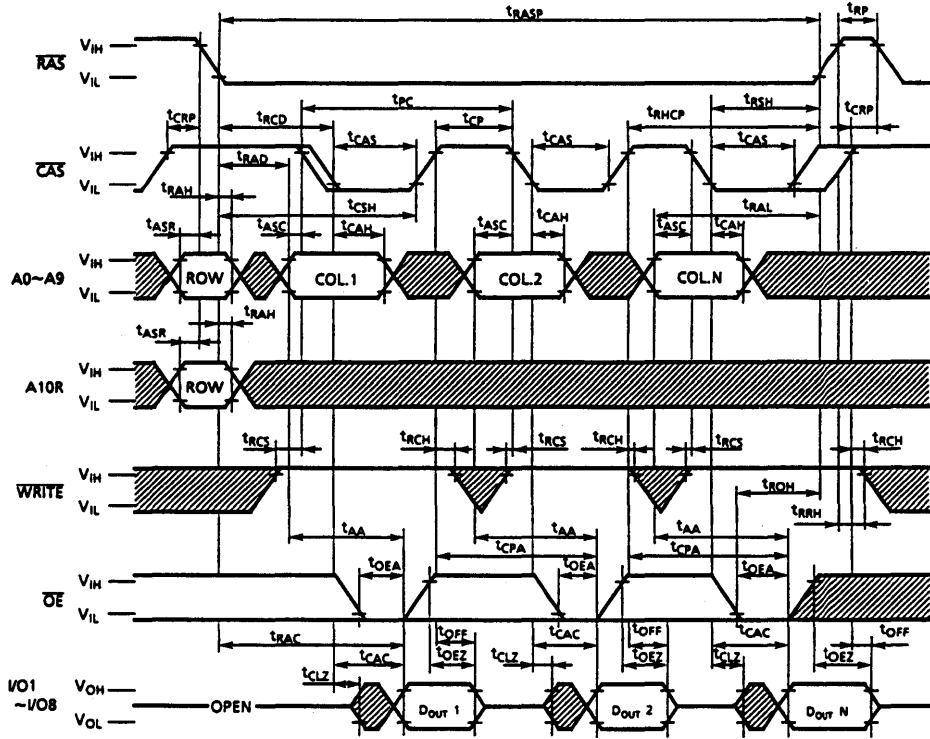 tRASP
tRP
RAS
VIH
VIL
tPC
tRSH
tCRP
tRCD
tCP
tRHCP
tCRP
tCAS
tCAS
tCAS
CAS
VIH
VIL
tRAD
tRAH
tCSH
tRAL
tASR
tASC
tCAH
tASC
tCAH
tASC
tCAH
A0~A9
VIH
VIL
ROW
COL.1
COL.2
COL.N
tRAH
tASR
A10R
VIH
VIL
ROW
tRCS
tRCH
tRCS
tRCH
tRCS
tRCH
WRITE
VIH
VIL
tROH
tRRH
tAA
tAA
tAA
tCPA
tCPA
tOEA
tOEA
tOEA
OE
VIH
VIL
tRAC
tOFF
tCAC
tOFF
tCAC
tOFF
tCAC
tOEZ
tCLZ
tOEZ
tCLZ
tOEZ
tCLZ
I/O1
~I/O8
VOH
VOL
OPEN
DOUT 1
DOUT 2
DOUT N